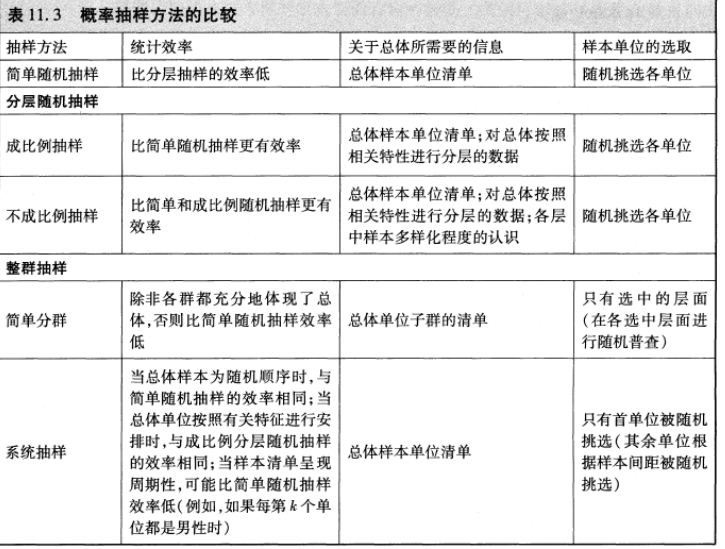 表 11.3 概率抽样方法的比较
抽样方法 统计效率 关于总体所需要的信息 样本单位的选取
简单随机抽样 比分层抽样的效率低 总体样本单位清单 随机挑选各单位
分层随机抽样
成比例抽样 比简单随机抽样更有效率
总体样本单位清单;对总体按照
相关特性进行分层的数据
随机挑选各单位
不成比例抽样
比简单和成比例随机抽样更有
效率
总体样本单位清单;对总体按照
相关特性进行分层的数据;各层
中样本多样化程度的认识
随机挑选各单位
整群抽样
简单分群
除非各群都充分地体现了总
体,否则比简单随机抽样效率
低
总体单位子群的清单
只有选中的层面
(在各选中层面进
行随机普查)
系统抽样
当总体样本为随机顺序时,与
简单随机抽样的效率相同;当
总体单位按照有关特征进行安
排时,与成比例分层随机抽样
的效率相同;当样本清单呈现
周期性,可能比简单随机抽样
效率低(例如,如果每第 k 个单
位都是男性时)
总体样本单位清单
只有首单位被随机
挑选(其余单位根
据样本间距被随机
挑选)